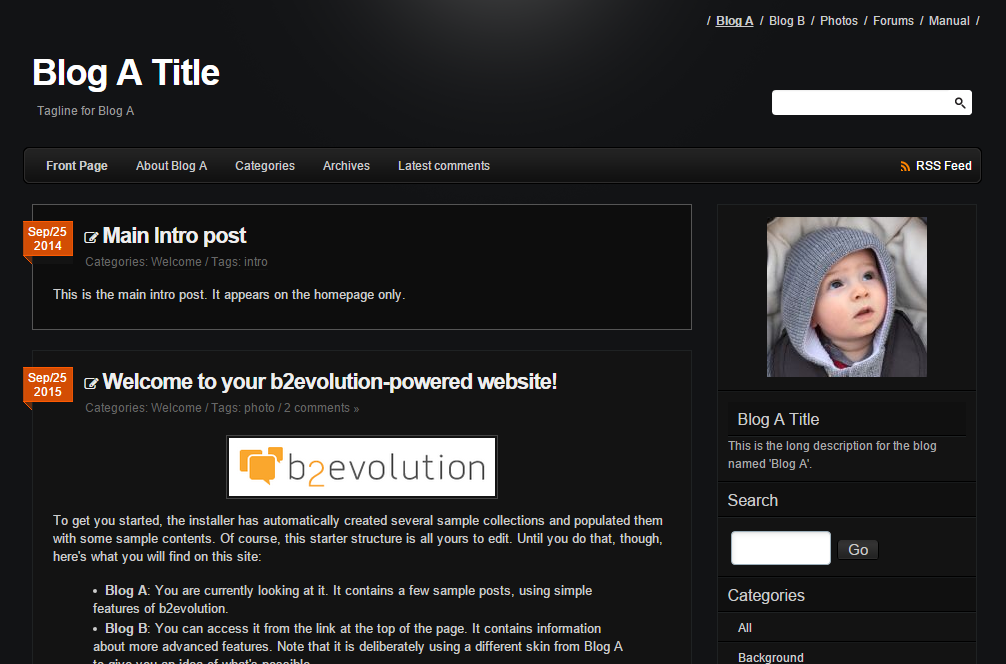 / Blog A / Blog B / Photos / Forums / Manual /
Blog A Title
Tagline for Blog A
Front Page About Blog A Categories Archives Latest comments RSS Feed
Sep/25
2014
Main Intro post
Categories: Welcome / Tags: intro
This is the main intro post. It appears on the homepage only.
Sep/25
2015
Welcome to your b2evolution-powered website!
Categories: Welcome / Tags: photo / 2 comments »
b2evolution
To get you started, the installer has automatically created several sample collections and populated them
with some sample contents. Of course, this starter structure is all yours to edit. Until you do that, though,
here's what you will find on this site:
• Blog A: You are currently looking at it. It contains a few sample posts, using simple
features of b2evolution.
• Blog B: You can access it from the link at the top of the page. It contains information
about more advanced features. Note that it is deliberately using a different skin from Blog A
to give you an idea of what's possible.
Blog A Title
This is the long description for the blog
named 'Blog A'.
Search
Go
Categories
All
Background